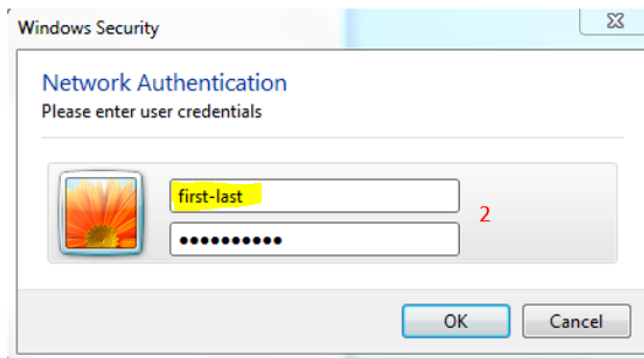 Windows Security
Network Authentication
Please enter user credentials
first-last
2
••••••••••
OK Cancel